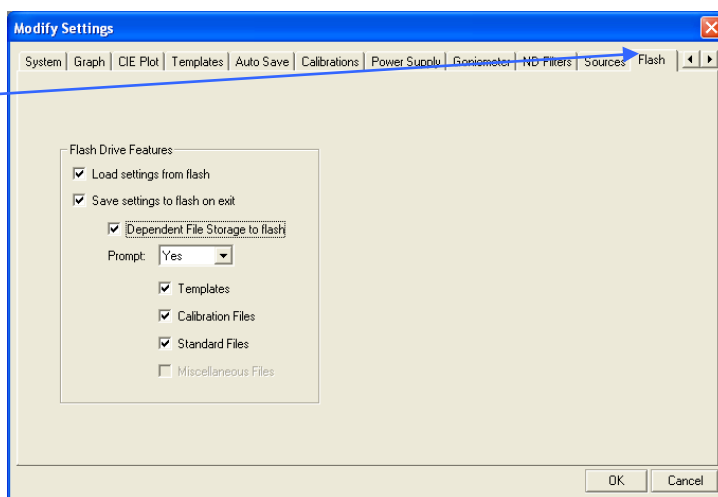 Modify Settings
System Graph CIE Plot Templates Auto Save Calibrations Power Supply Goniometer ND Filters Sources Flash
Flash Drive Features
Load settings from flash
Save settings to flash on exit
Dependent File Storage to flash
Prompt: Yes
Templates
Calibration Files
Standard Files
Miscellaneous Files
OK Cancel